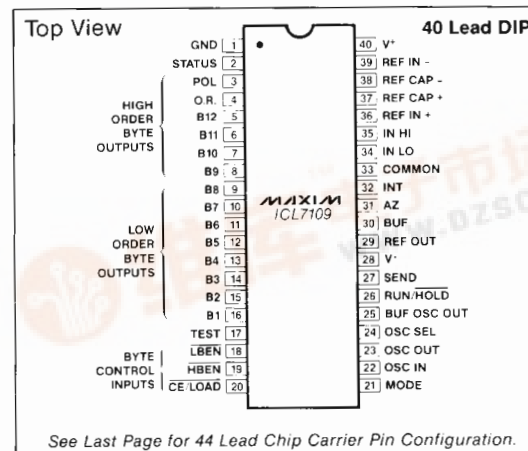 Top View
40 Lead DIP
GND 1
STATUS 2
POL 3
O.R. 4
B12 5
B11 6
B10 7
B9 8
B8 9
B7 10
B6 11
B5 12
B4 13
B3 14
B2 15
B1 16
TEST 17
LBEN 18
HBEN 19
CE/LOAD 20
HIGH
ORDER
BYTE
OUTPUTS
LOW
ORDER
BYTE
OUTPUTS
BYTE
CONTROL
INPUTS
MAXIM
ICL7109
40 V+
39 REF IN -
38 REF CAP -
37 REF CAP +
36 REF IN +
35 IN HI
34 IN LO
33 COMMON
32 INT
31 AZ
30 BUF
29 REF OUT
28 V-
27 SEND
26 RUN/HOLD
25 BUF OSC OUT
24 OSC SEL
23 OSC OUT
22 OSC IN
21 MODE
See Last Page for 44 Lead Chip Carrier Pin Configuration.